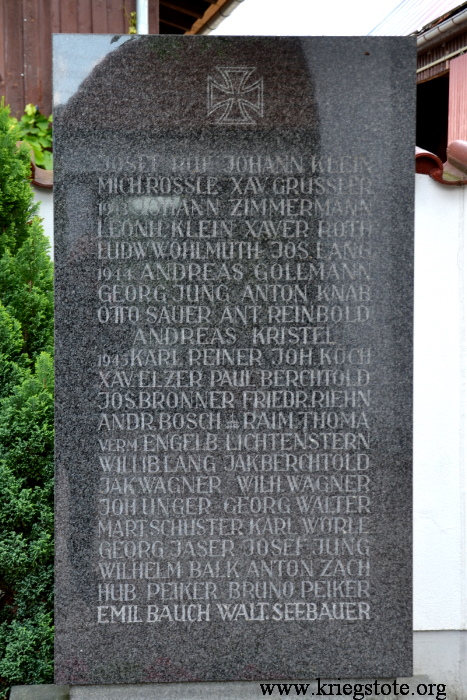 JOSEF RUF JOHANN KLEIN
MICH.RÖSSLE XAV.GRUSSLER
1943 JOHANN ZIMMERMANN
LEONH. KLEIN XAVER ROTH
LUDW.WOHLMUTH JOS. LANG
1944 ANDREAS GOLLMANN
GEORG JUNG ANTON KNAB
OTTO SAUER ANT. REINBOLD
ANDREAS KRISTEL
1945 KARL REINER JOH. KOCH
XAV.ELZER PAUL BERCHTOLD
JOS.BRONNER FRIEDR.RIEHN
ANDR.BOSCH RAIM. THOMA
VERM ENGELB. LICHTENSTERN
WILLIB.LANG JAK.BERCHTOLD
JAK.WAGNER WILH.WAGNER
JOH.UNGER GEORG WALTER
MART.SCHUSTER KARL WÖRLE
GEORG JASER JOSEF JUNG
WILHELM BALK ANTON ZACH
HUB. PEIKER BRUNO PEIKER
EMIL BAUCH WALT. SEEBAUER
www.kriegstote.org